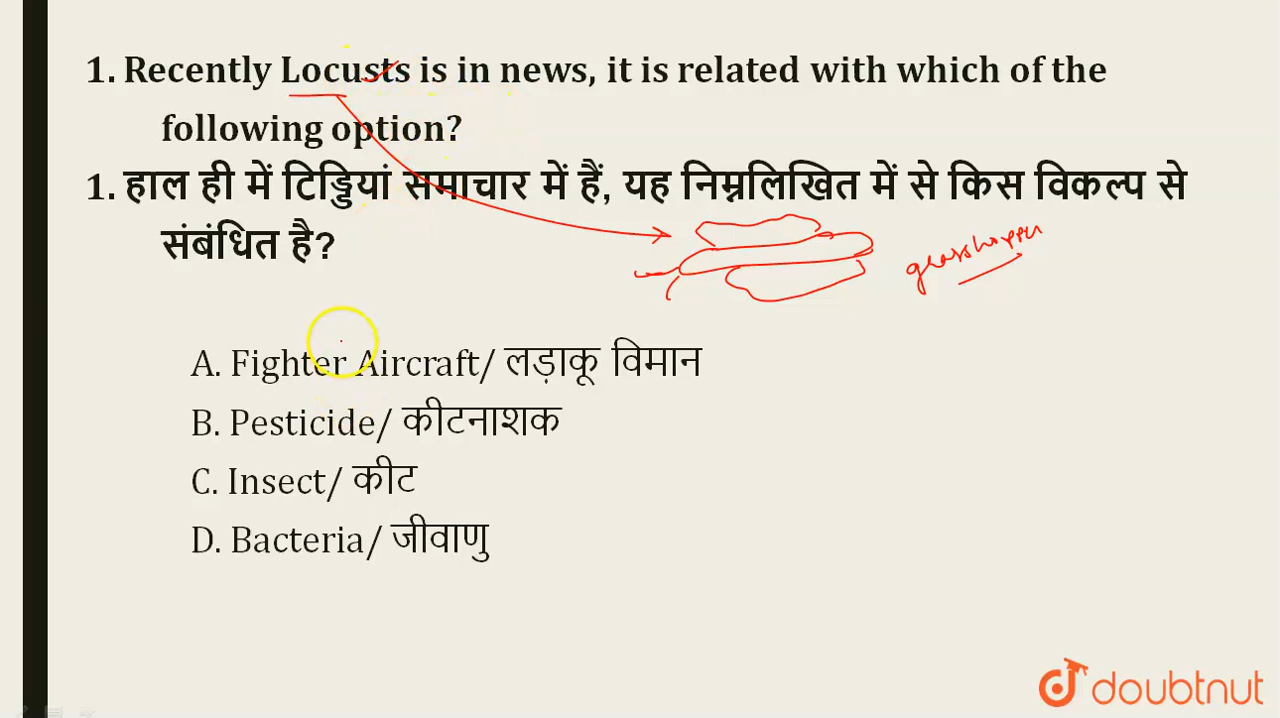 1. Recently Locusts is in news, it is related with which of the
following option?
1. हाल ही में टिड्डियां समाचार में हैं, यह निम्नलिखित में से किस विकल्प से
संबंधित है?
grasshopper
A. Fighter Aircraft/ लड़ाकू विमान
B. Pesticide/ कीटनाशक
C. Insect/ कीट
D. Bacteria/ जीवाणु
doubtnut